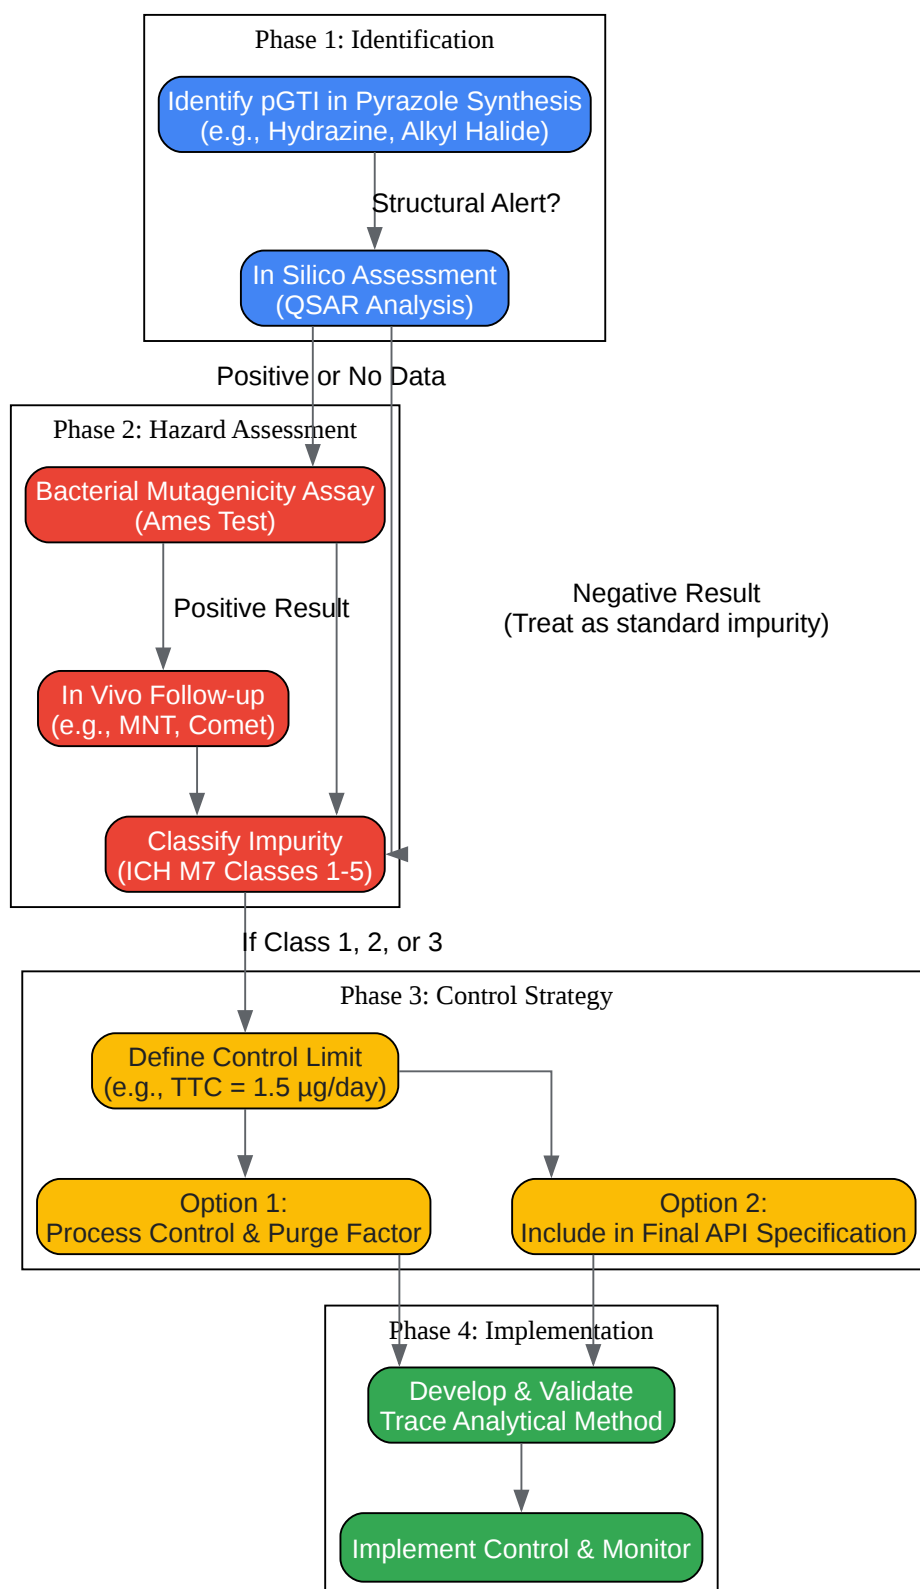 Phase 1: Identification
Identify pGTI in Pyrazole Synthesis
(e.g., Hydrazine, Alkyl Halide)
Structural Alert?
In Silico Assessment
(QSAR Analysis)
Positive or No Data
Phase 2: Hazard Assessment
Bacterial Mutagenicity Assay
(Ames Test)
Positive Result
Negative Result
(Treat as standard impurity)
In Vivo Follow-up
(e.g., MNT, Comet)
Classify Impurity
(ICH M7 Classes 1-5)
If Class 1, 2, or 3
Phase 3: Control Strategy
Define Control Limit
(e.g., TTC = 1.5 µg/day)
Option 1:
Process Control & Purge Factor
Option 2:
Include in Final API Specification
Phase 4: Implementation
Develop & Validate
Trace Analytical Method
Implement Control & Monitor